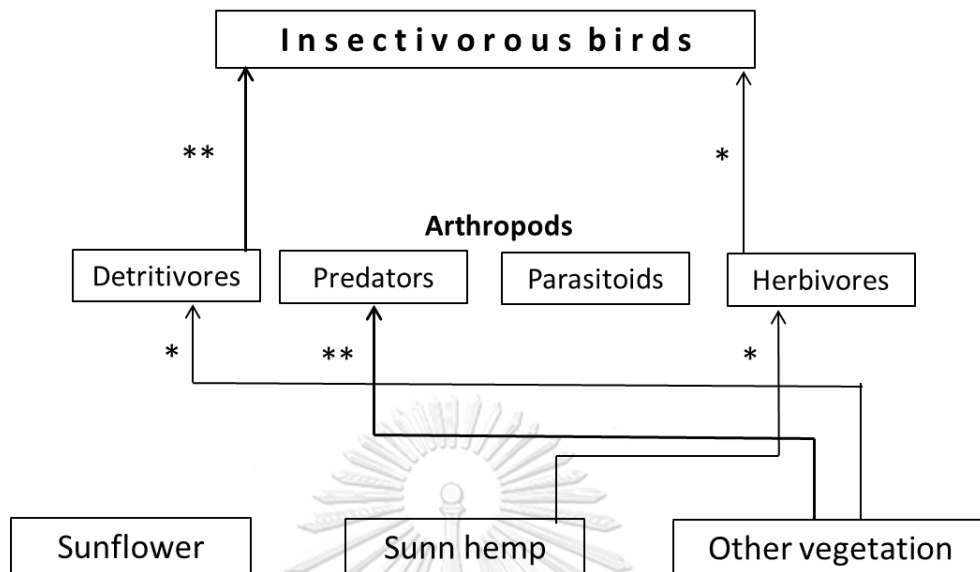 Insectivorous birds
**
*
Arthropods
Detritivores Predators Parasitoids Herbivores
* ** *
Sunflower Sunn hemp Other vegetation